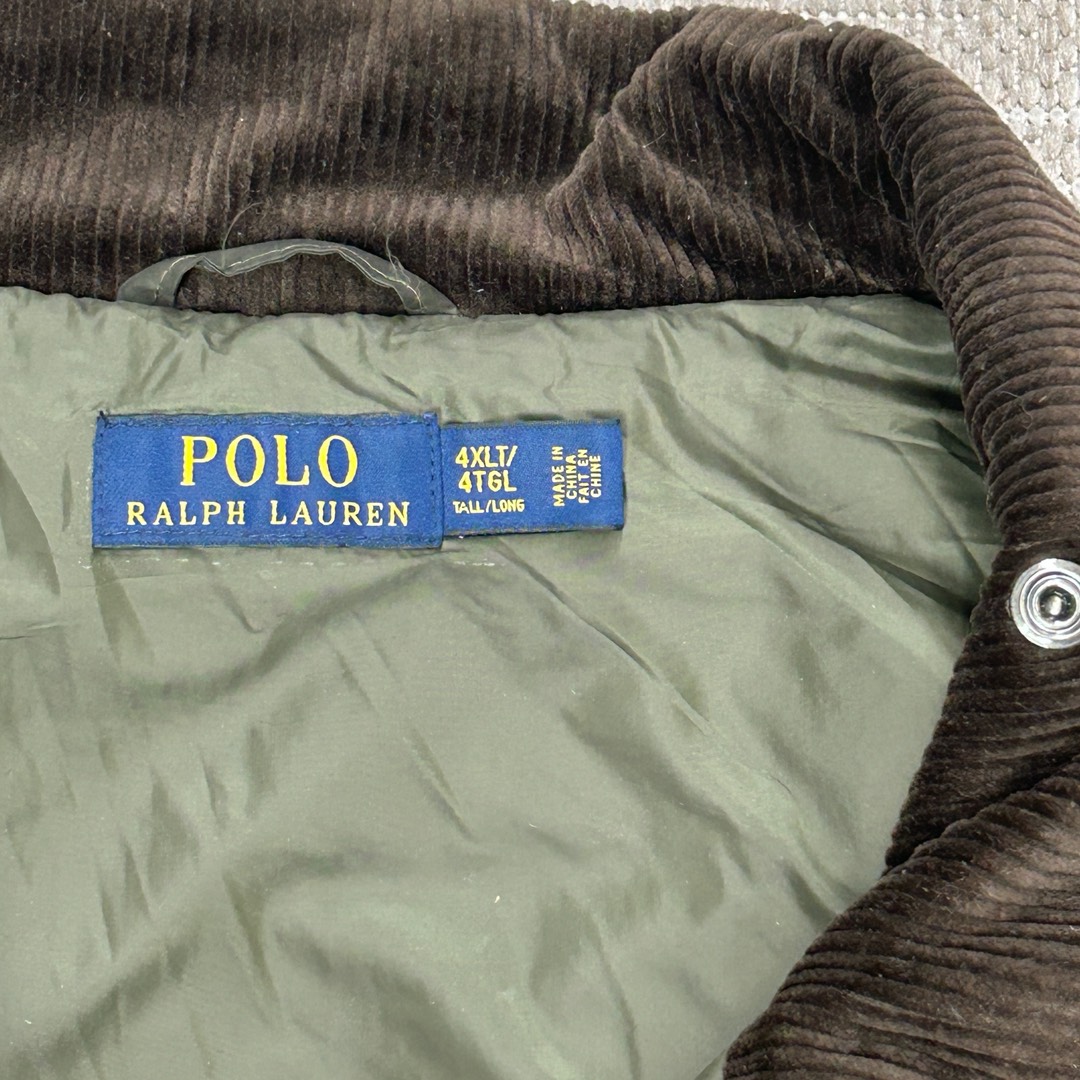 POLO
RALPH LAUREN
4XLT/
4TGL
TALL/LONG
MADE IN
CHINA
FAIT EN
CHINE